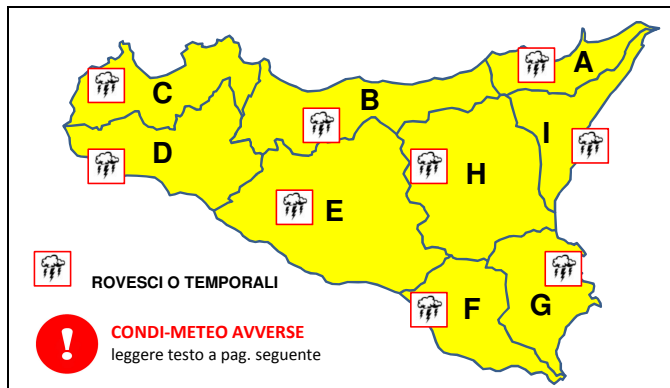 A
C
B
I
D
H
E
F
G
ROVESCI O TEMPORALI
!
CONDI-METEO AVVERSE
leggere testo a pag. seguente